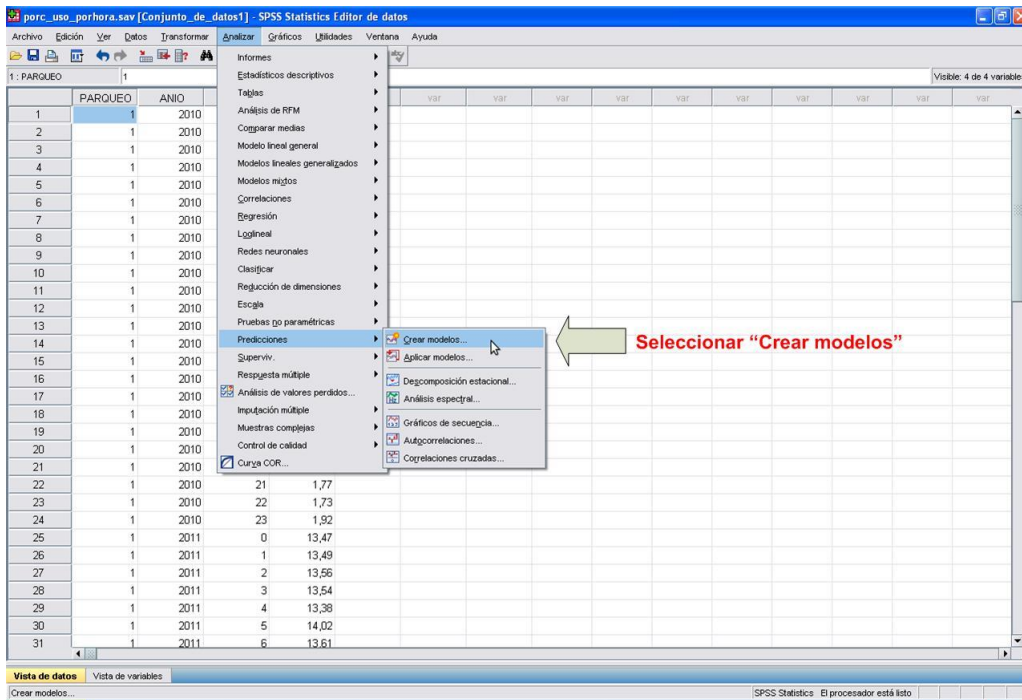 porc_uso_porhora.sav [Conjunto_de_datos1] - SPSS Statistics Editor de datos
Archivo Edición Ver Datos Transformar Analizar Gráficos Utilidades Ventana Ayuda
1 : PARQUEO 1 Visible: 4 de 4 variable
PARQUEO ANIO var var var var var var var var var var
1 1 2010
2 1 2010
3 1 2010
4 1 2010
5 1 2010
6 1 2010
7 1 2010
8 1 2010
9 1 2010
10 1 2010
11 1 2010
12 1 2010
13 1 2010
14 1 2010
15 1 2010
16 1 2010
17 1 2010
18 1 2010
19 1 2010
20 1 2010
21 1 2010
22 1 2010 21 1,77
23 1 2010 22 1,73
24 1 2010 23 1,92
25 1 2011 0 13,47
26 1 2011 1 13,49
27 1 2011 2 13,56
28 1 2011 3 13,54
29 1 2011 4 13,38
30 1 2011 5 14,02
31 1 2011 6 13,61
Informes
Estadísticos descriptivos
Tablas
Análisis de RFM
Comparar medias
Modelo lineal general
Modelos lineales generalizados
Modelos mixtos
Correlaciones
Regresión
Loglineal
Redes neuronales
Clasificar
Reducción de dimensiones
Escala
Pruebas no paramétricas
Predicciones
Superviv.
Respuesta múltiple
Análisis de valores perdidos...
Imputación múltiple
Muestras complejas
Control de calidad
Curva COR...
Crear modelos...
Aplicar modelos...
Descomposición estacional...
Análisis espectral...
Gráficos de secuencia...
Autocorrelaciones...
Correlaciones cruzadas...
Seleccionar “Crear modelos”
Vista de datos Vista de variables
Crear modelos... SPSS Statistics El procesador está listo